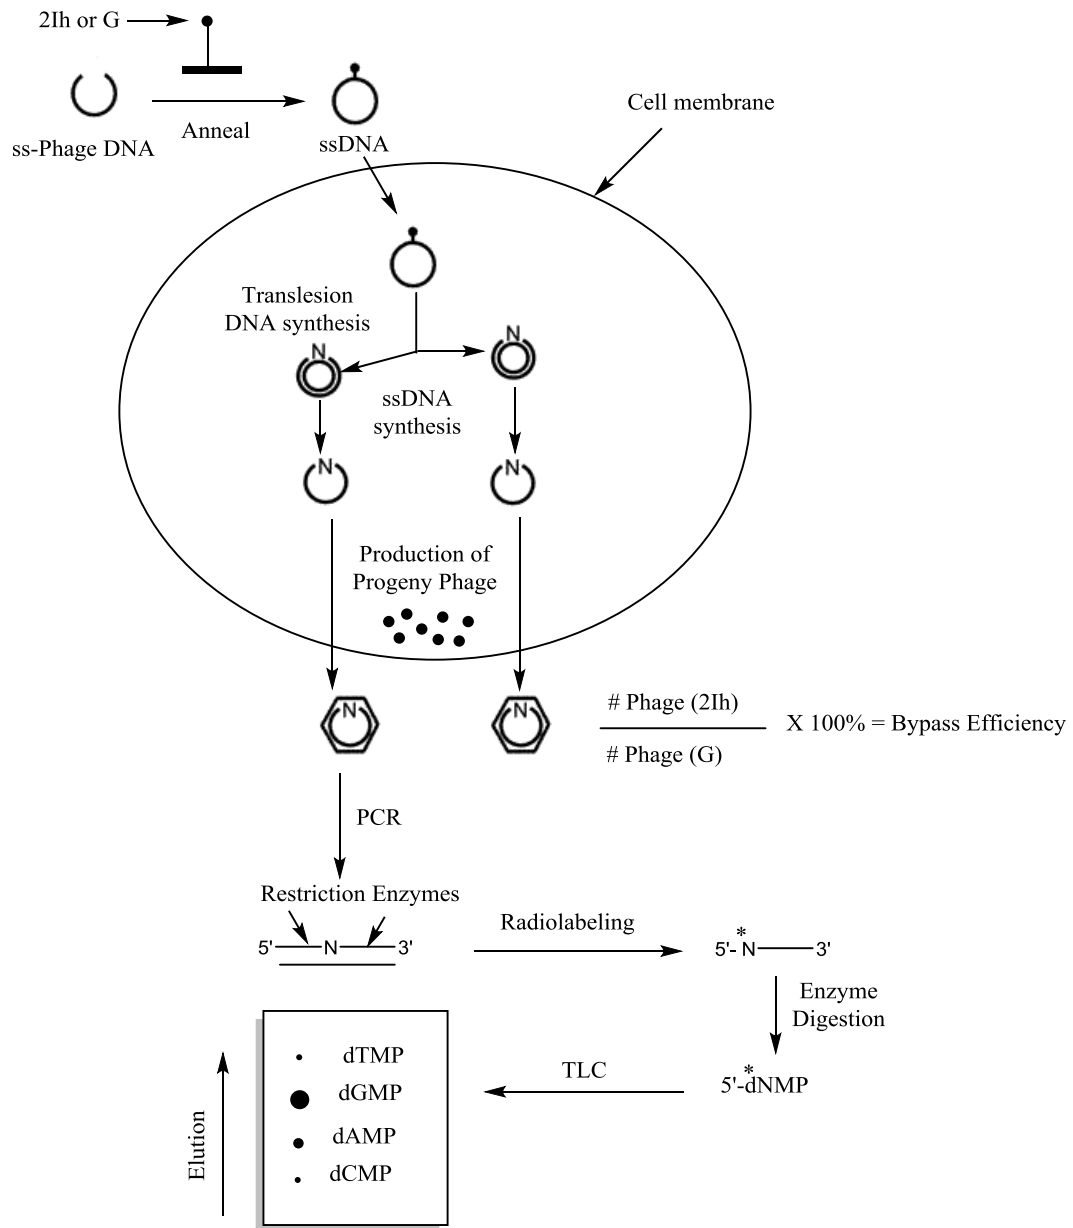 2Ih or G
ss-Phage DNA
Anneal
ssDNA
Cell membrane
Translesion
DNA synthesis
N
N
ssDNA
synthesis
N
N
Production of
Progeny Phage
N
N
# Phage (2Ih)
# Phage (G)
X 100% = Bypass Efficiency
PCR
Restriction Enzymes
5' N 3'
Radiolabeling
*
5'- N 3'
Enzyme
Digestion
*
5'-dNMP
TLC
Elution
dTMP
dGMP
dAMP
dCMP